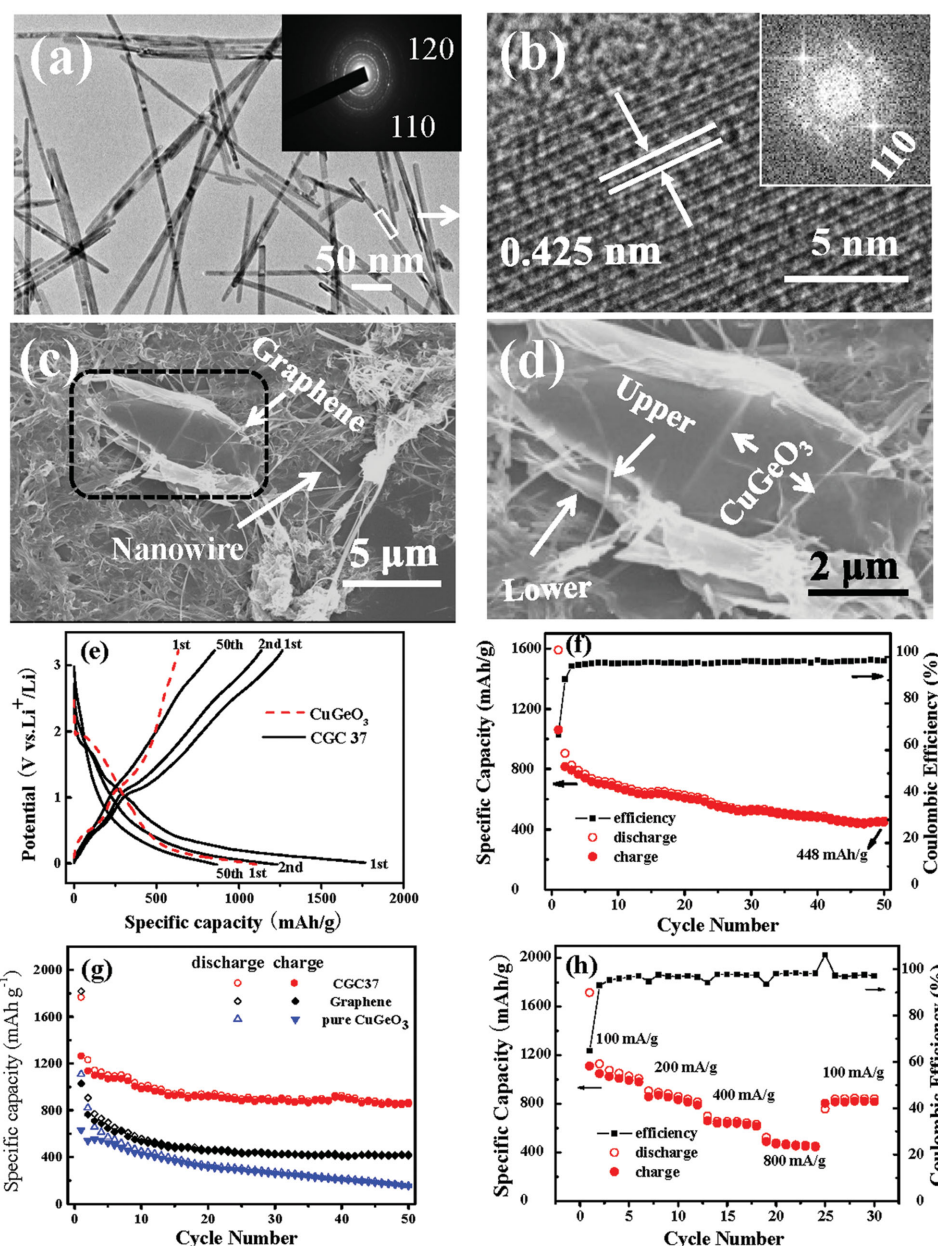 (a)
120
110
50 nm
(b)
110
0.425 nm
5 nm
(c)
Graphene
Nanowire
5 μm
(d)
Upper
CuGeO3
Lower
2 μm
(e)
1st
50th
2nd
1st
CuGeO3
CGC 37
3
2
1
0
1st
50th
1st
2nd
0 500 1000 1500 2000
Potential (V vs.Li+/Li)
Specific capacity (mAh/g)
(f)
1600
1200
800
400
0
100
80
60
40
20
0
efficiency
discharge
charge
448 mAh/g
0 10 20 30 40 50
Specific Capacity (mAh/g)
Coulombic Efficiency (%)
Cycle Number
(g)
discharge charge
CGC37
Graphene
pure CuGeO3
2000
1600
1200
800
400
0
0 10 20 30 40 50
Specific capacity (mAh g-1)
Cycle Number
(h)
2000
1600
1200
800
400
0
100
80
60
40
20
0
100 mA/g
200 mA/g
400 mA/g
800 mA/g
100 mA/g
efficiency
discharge
charge
0 5 10 15 20 25 30
Specific Capacity (mAh/g)
Coulombic Efficiency (%)
Cycle Number